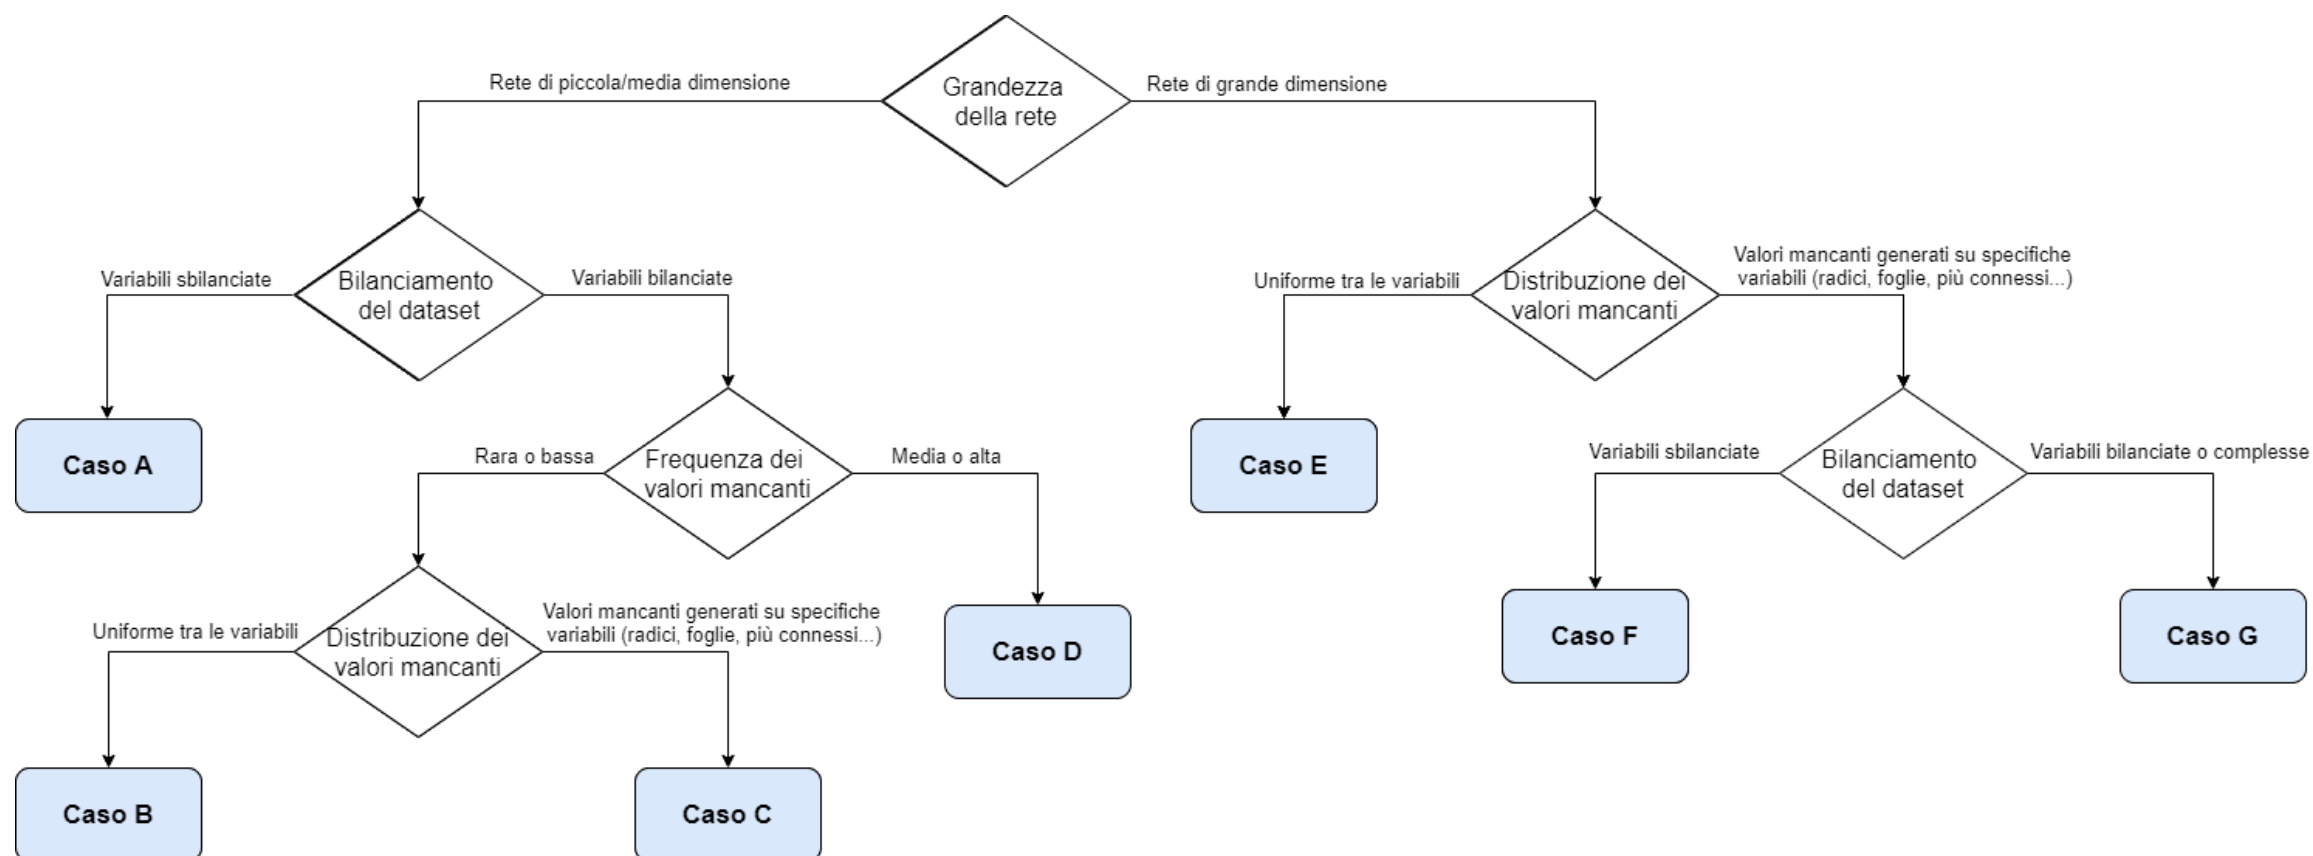 Grandezza
della rete
Rete di piccola/media dimensione
Rete di grande dimensione
Bilanciamento
del dataset
Variabili sbilanciate
Variabili bilanciate
Distribuzione dei
valori mancanti
Uniforme tra le variabili
Valori mancanti generati su specifiche
variabili (radici, foglie, più connessi...)
Caso A
Frequenza dei
valori mancanti
Rara o bassa
Media o alta
Caso E
Bilanciamento
del dataset
Variabili sbilanciate
Variabili bilanciate o complesse
Distribuzione dei
valori mancanti
Uniforme tra le variabili
Valori mancanti generati su specifiche
variabili (radici, foglie, più connessi...)
Caso D
Caso F
Caso G
Caso B
Caso C